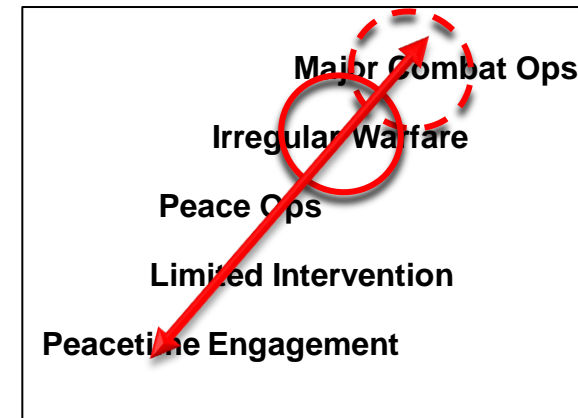 Major Combat Ops
Irregular Warfare
Peace Ops
Limited Intervention
Peacetime Engagement